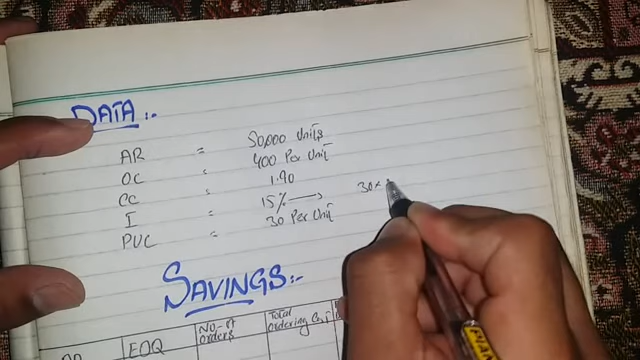 DATA:-
AR = 50,000 Units
OC = 400 Per Unit
CC = 1.90
I = 15% → 30×
PUC = 30 Per Unit
SAVINGS:-
EOQ No-of orders Total ordering Cost